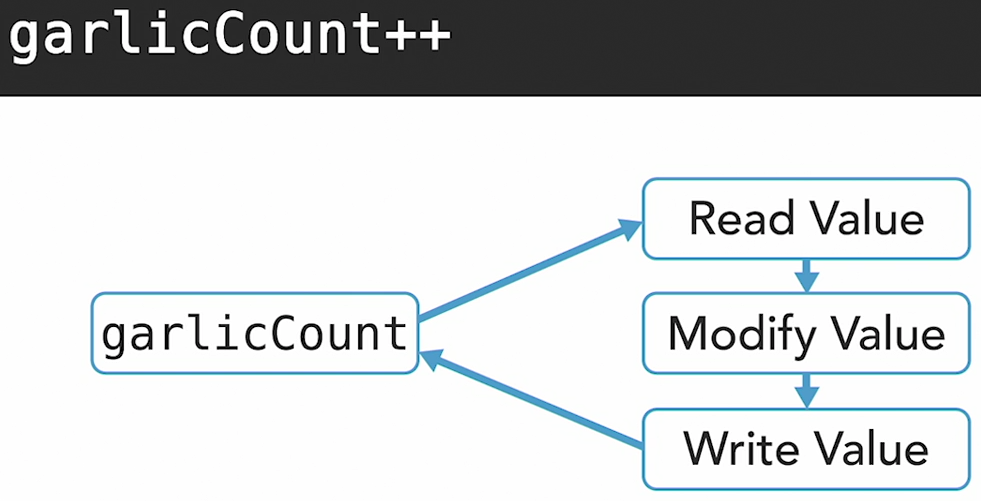 garlicCount++
Read Value
garlicCount
Modify Value
Write Value